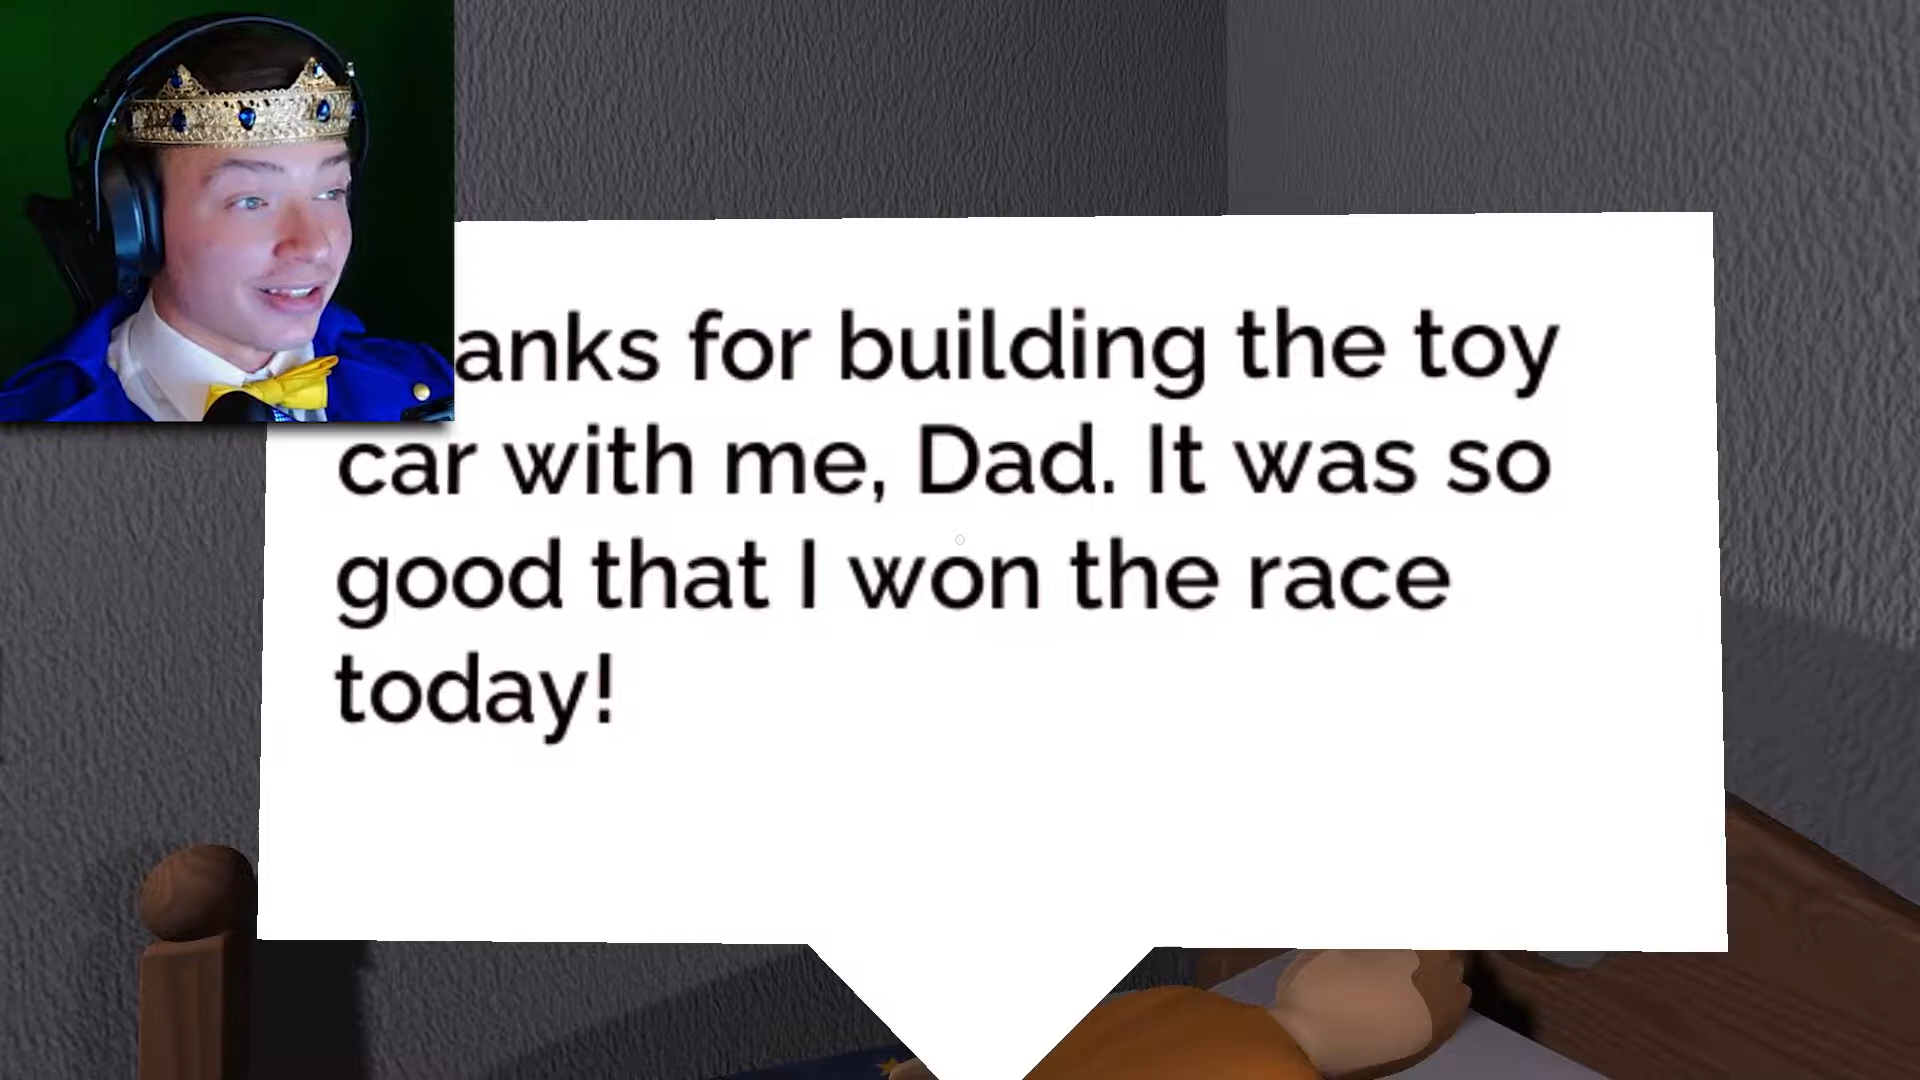 anks for building the toy
car with me, Dad. It was so
good that I won the race
today!